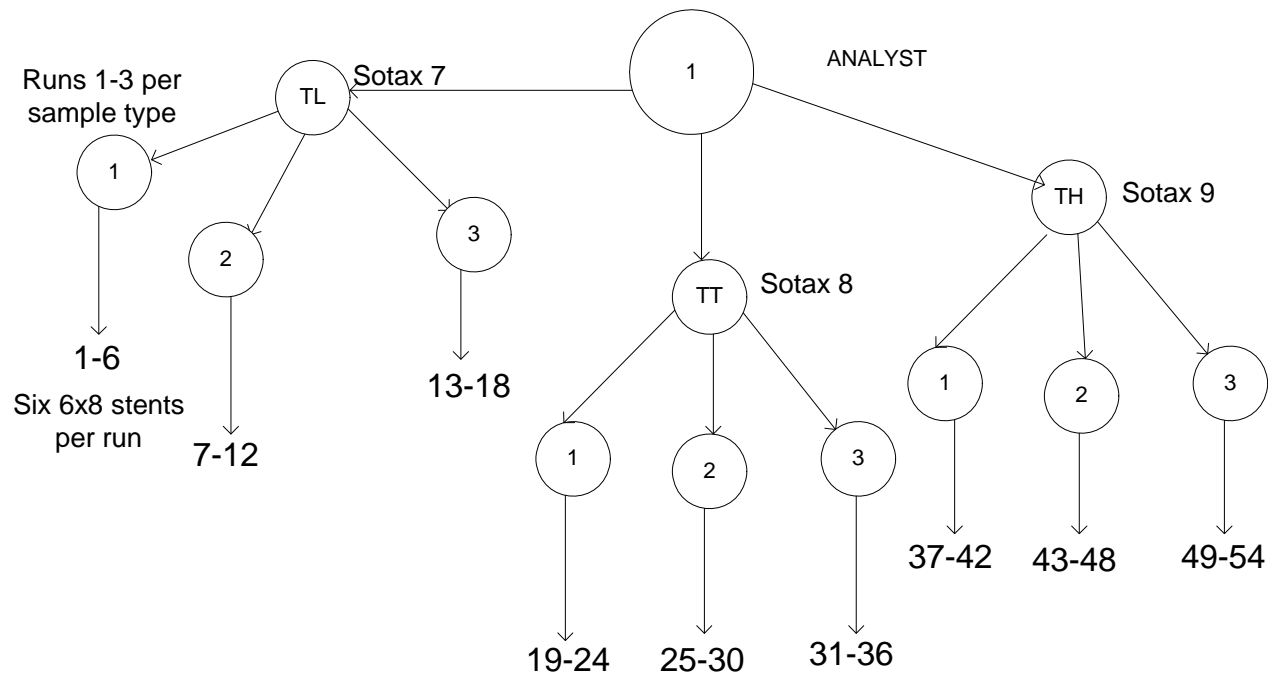 1
ANALYST
Sotax 7
TL
Runs 1-3 per
sample type
1
2
3
1-6
Six 6x8 stents
per run
7-12
13-18
TT
Sotax 8
1
2
3
19-24
25-30
31-36
TH
Sotax 9
1
2
3
37-42
43-48
49-54